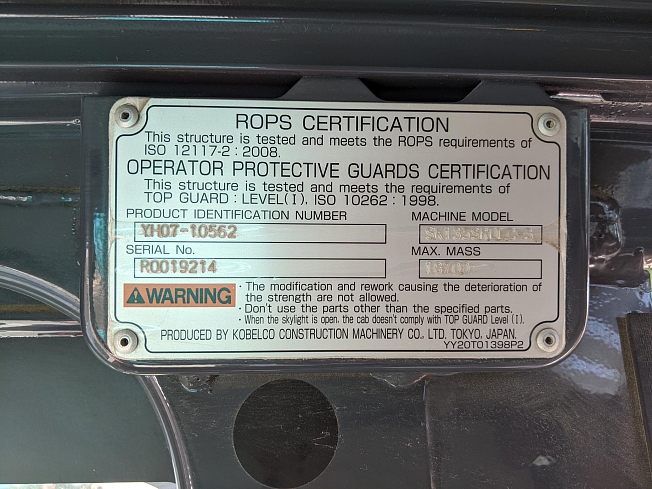 ROPS CERTIFICATION
This structure is tested and meets the ROPS requirements of
ISO 12117-2 : 2008.
OPERATOR PROTECTIVE GUARDS CERTIFICATION
This structure is tested and meets the requirements of
TOP GUARD : LEVEL(I). ISO 10262 : 1998.
PRODUCT IDENTIFICATION NUMBER
YH07-10562
MACHINE MODEL
SERIAL No.
R0019214
MAX. MASS
WARNING
· The modification and rework causing the deterioration of
the strength are not allowed.
· Don't use the parts other than the specified parts.
· When the skylight is open, the cab doesn't comply with TOP GUARD Level (I).
PRODUCED BY KOBELCO CONSTRUCTION MACHINERY CO., LTD. TOKYO, JAPAN.
YY20T01398P2